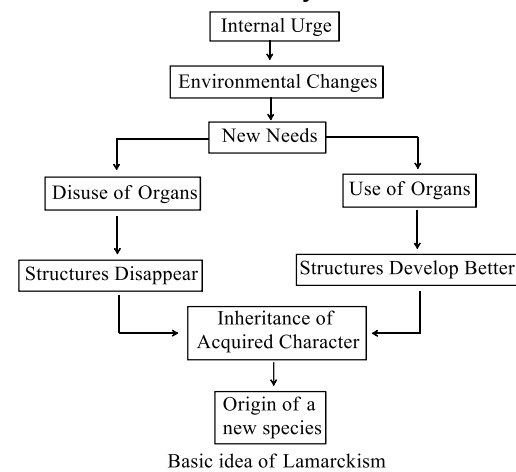 Internal Urge
Environmental Changes
New Needs
Disuse of Organs
Use of Organs
Structures Disappear
Structures Develop Better
Inheritance of
Acquired Character
Origin of a
new species
Basic idea of Lamarckism